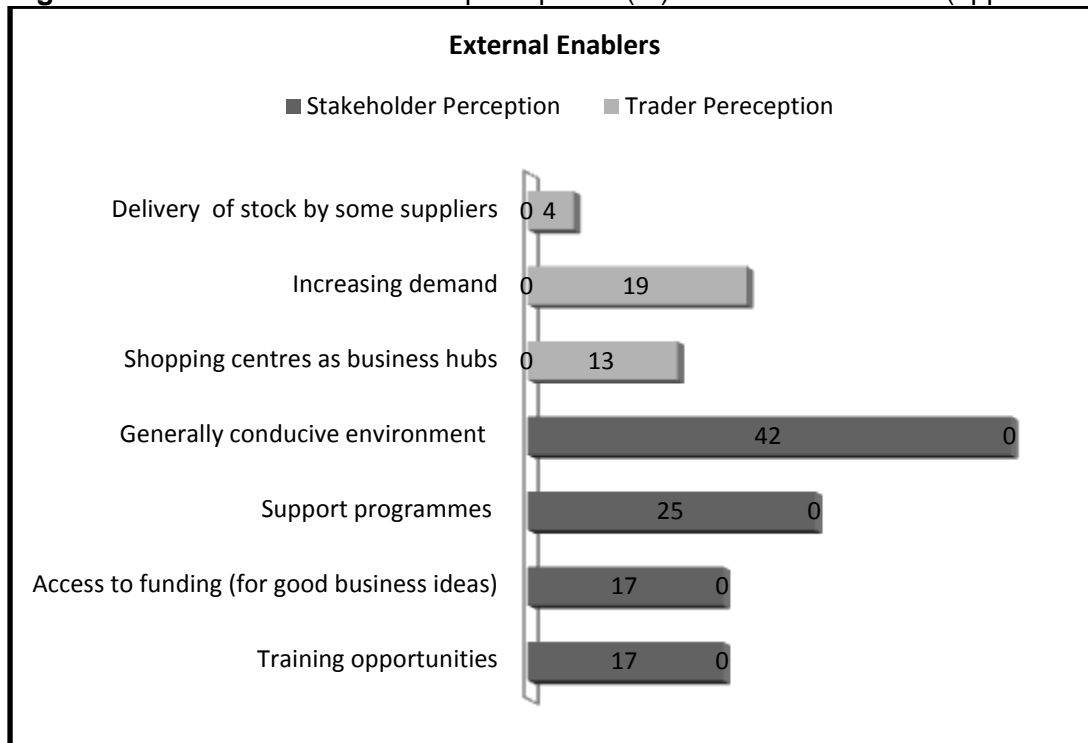 External Enablers
Stakeholder Perception Trader Pereception
Delivery of stock by some suppliers 0 4
Increasing demand 0 19
Shopping centres as business hubs 0 13
Generally conducive environment 42 0
Support programmes 25 0
Access to funding (for good business ideas) 17 0
Training opportunities 17 0